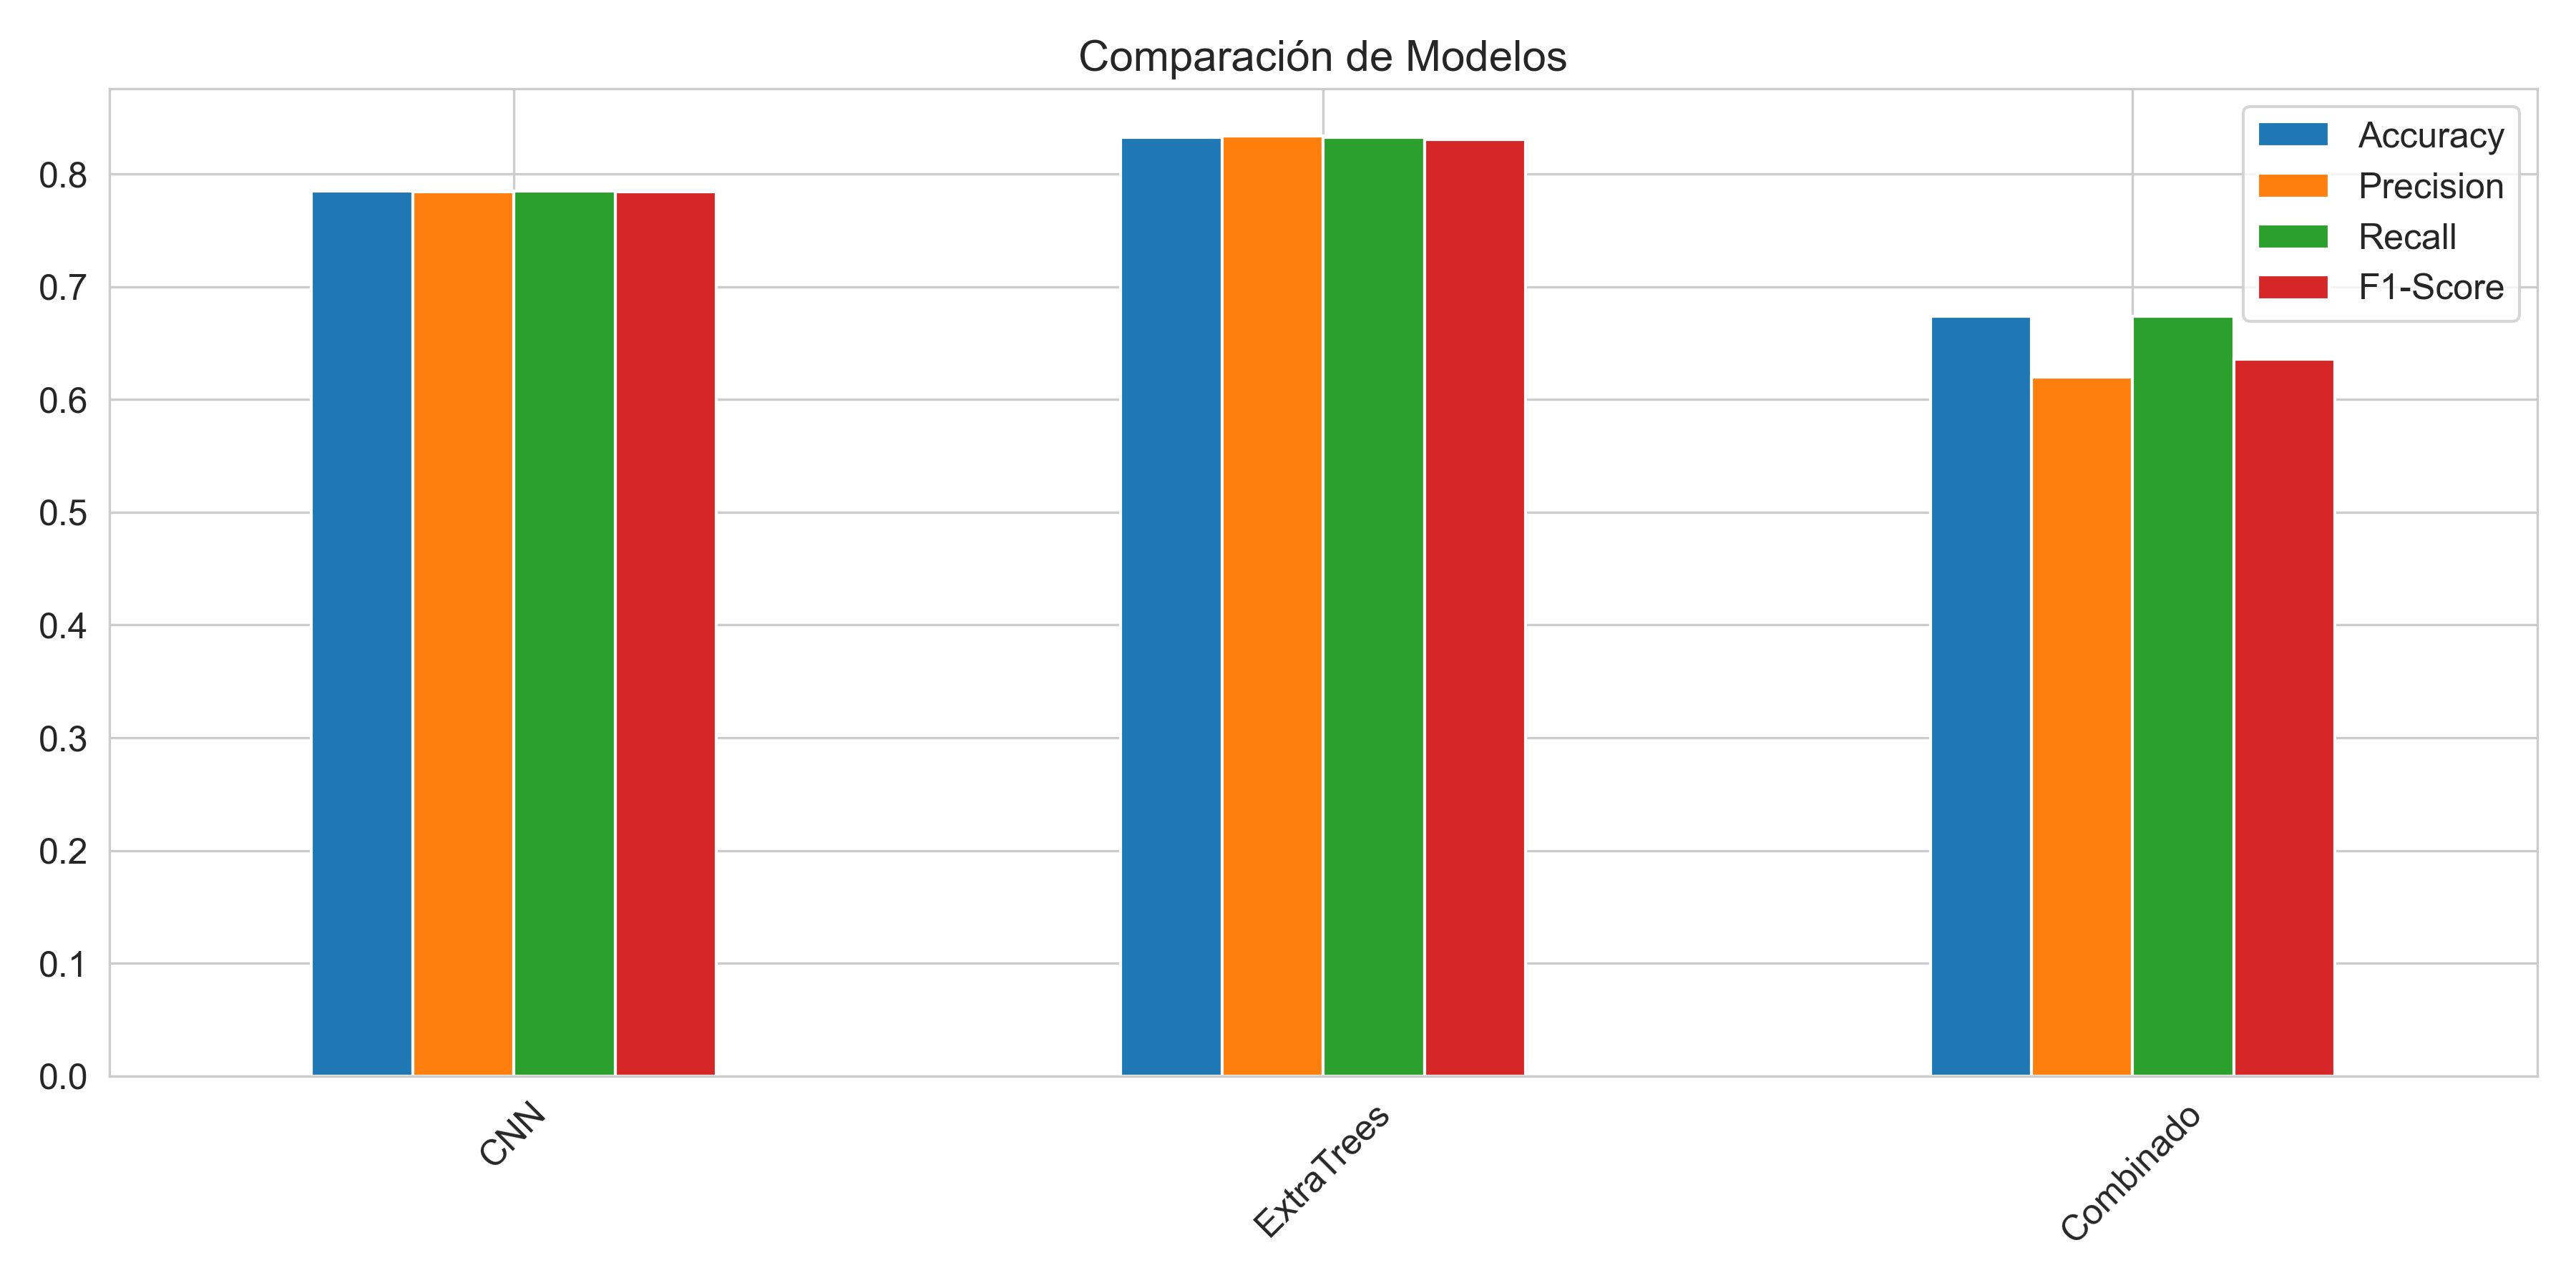 Comparación de Modelos
Accuracy
Precision
Recall
F1-Score
0.8
0.7
0.6
0.5
0.4
0.3
0.2
0.1
0.0
CNN
ExtraTrees
Combinado